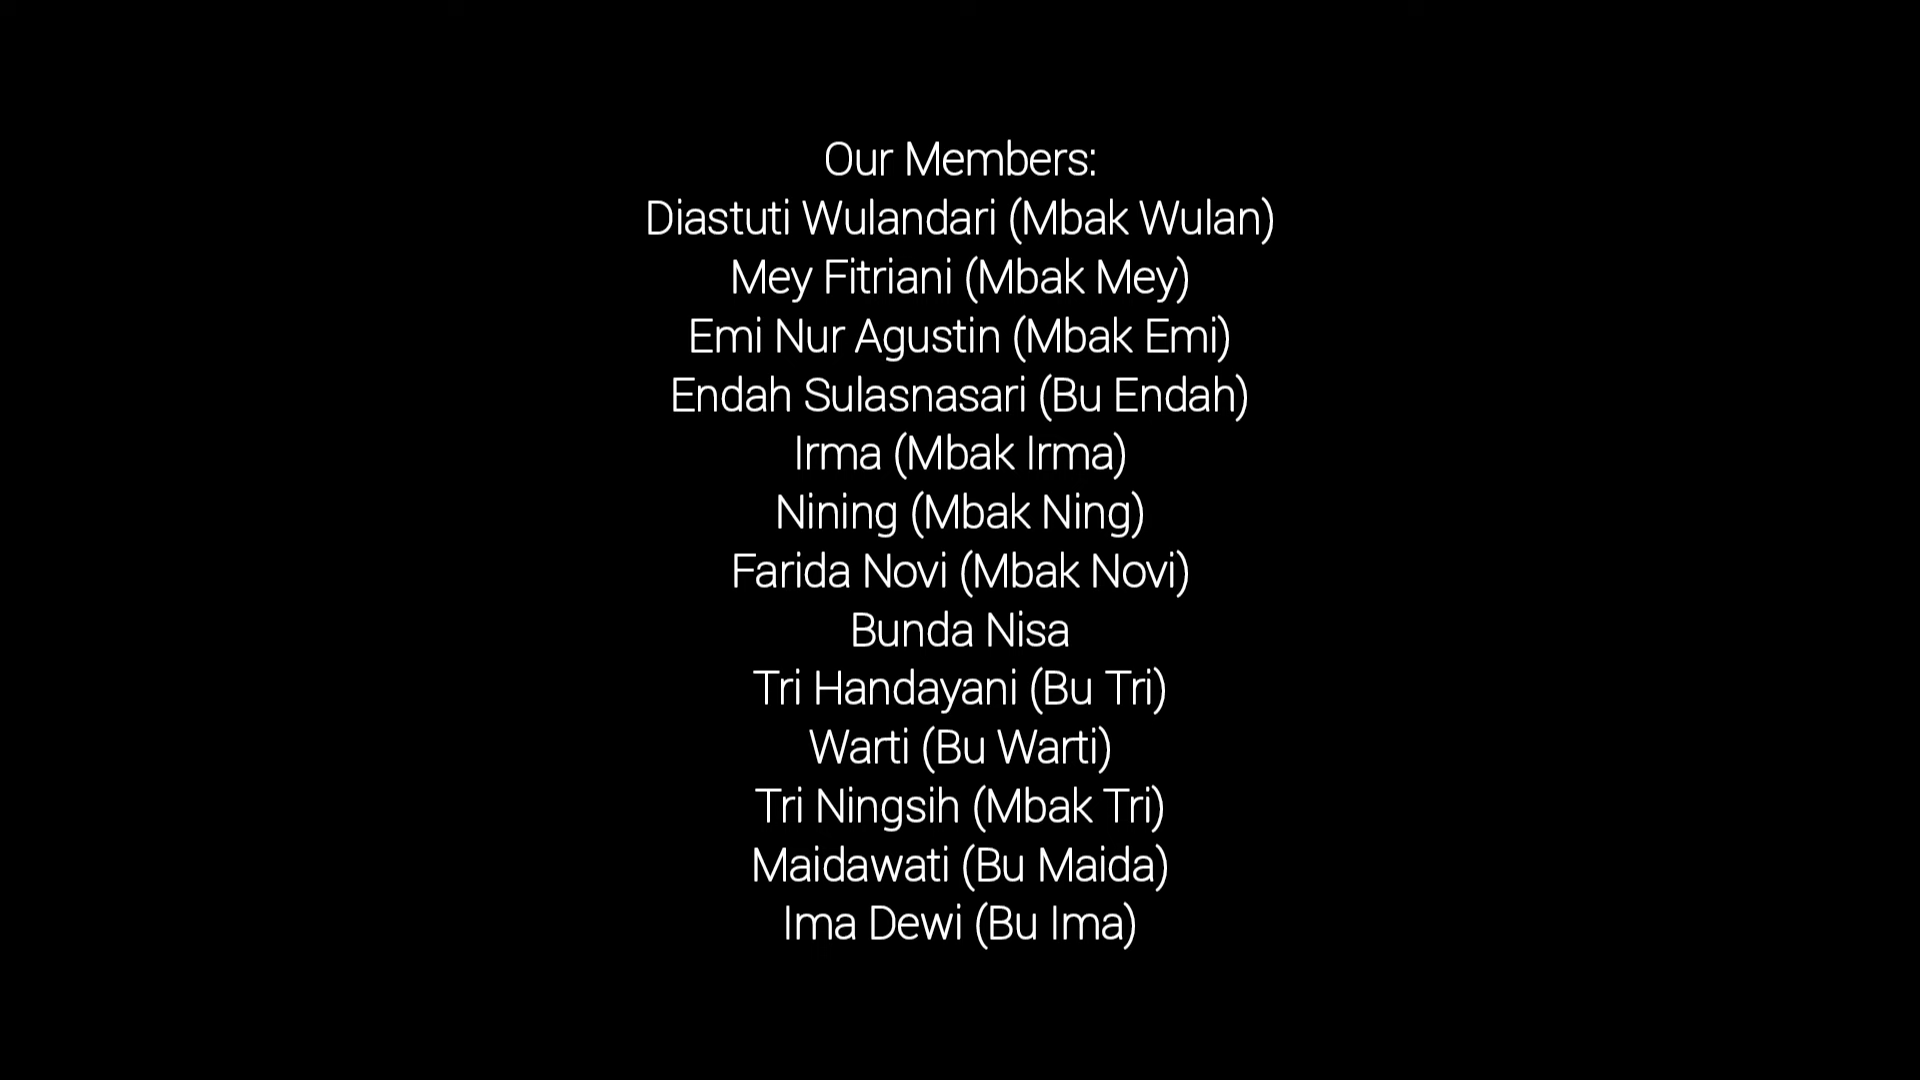 Our Members:
Diastuti Wulandari (Mbak Wulan)
Mey Fitriani (Mbak Mey)
Emi Nur Agustin (Mbak Emi)
Endah Sulasnasari (Bu Endah)
Irma (Mbak Irma)
Nining (Mbak Ning)
Farida Novi (Mbak Novi)
Bunda Nisa
Tri Handayani (Bu Tri)
Warti (Bu Warti)
Tri Ningsih (Mbak Tri)
Maidawati (Bu Maida)
Ima Dewi (Bu Ima)